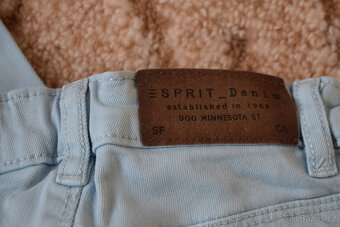 ESPRIT_Denim
established in 1968
900 MINNESOTA ST
SF CA